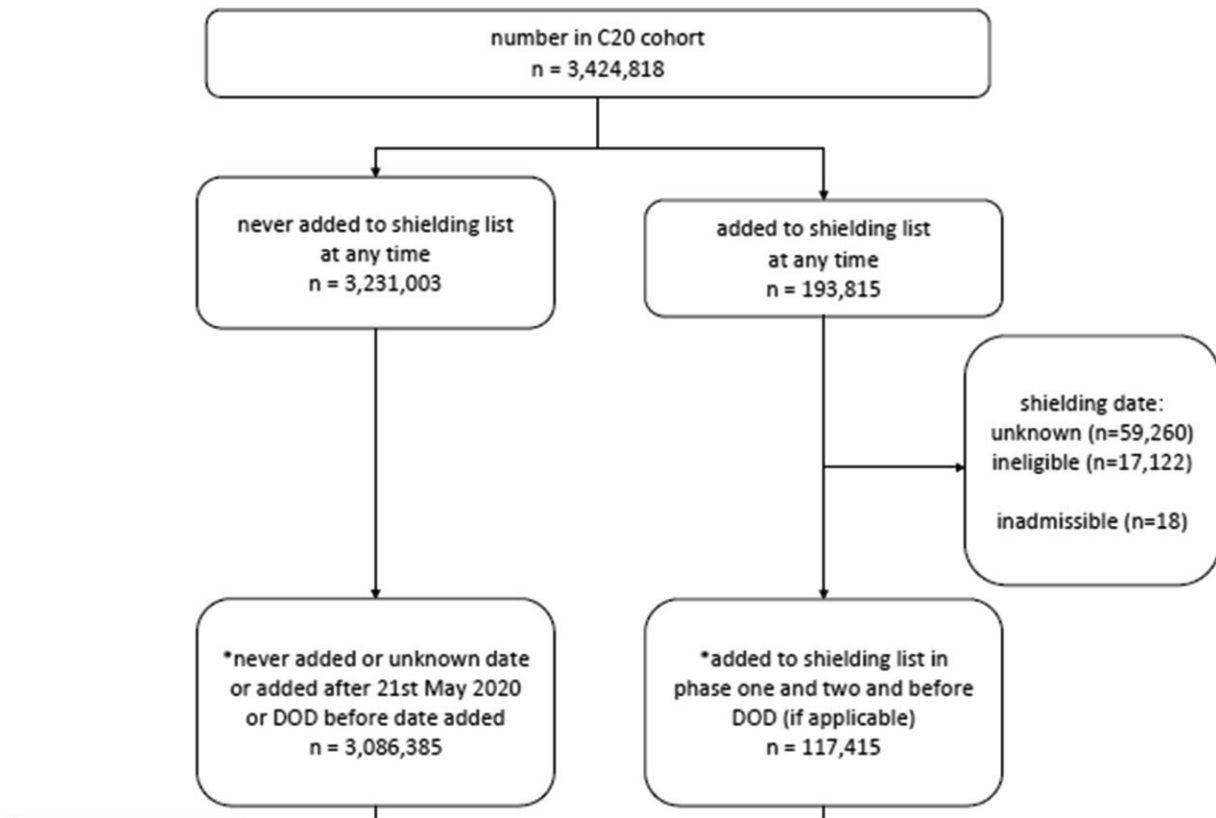 number in C20 cohort
n = 3,424,818
never added to shielding list
at any time
n = 3,231,003
added to shielding list
at any time
n = 193,815
shielding date:
unknown (n=59,260)
ineligible (n=17,122)
inadmissible (n=18)
*never added or unknown date
or added after 21st May 2020
or DOD before date added
n = 3,086,385
*added to shielding list in
phase one and two and before
DOD (if applicable)
n = 117,415